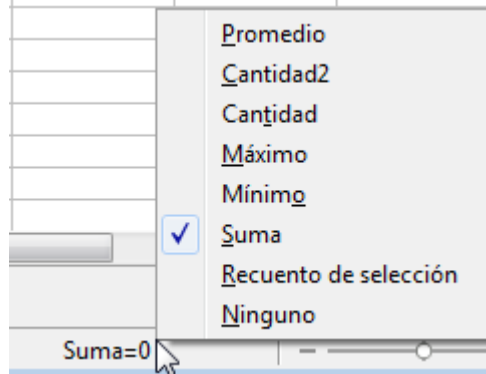 Promedio
Cantidad2
Cantidad
Máximo
Mínimo
Suma
Recuento de selección
Ninguno
Suma=0